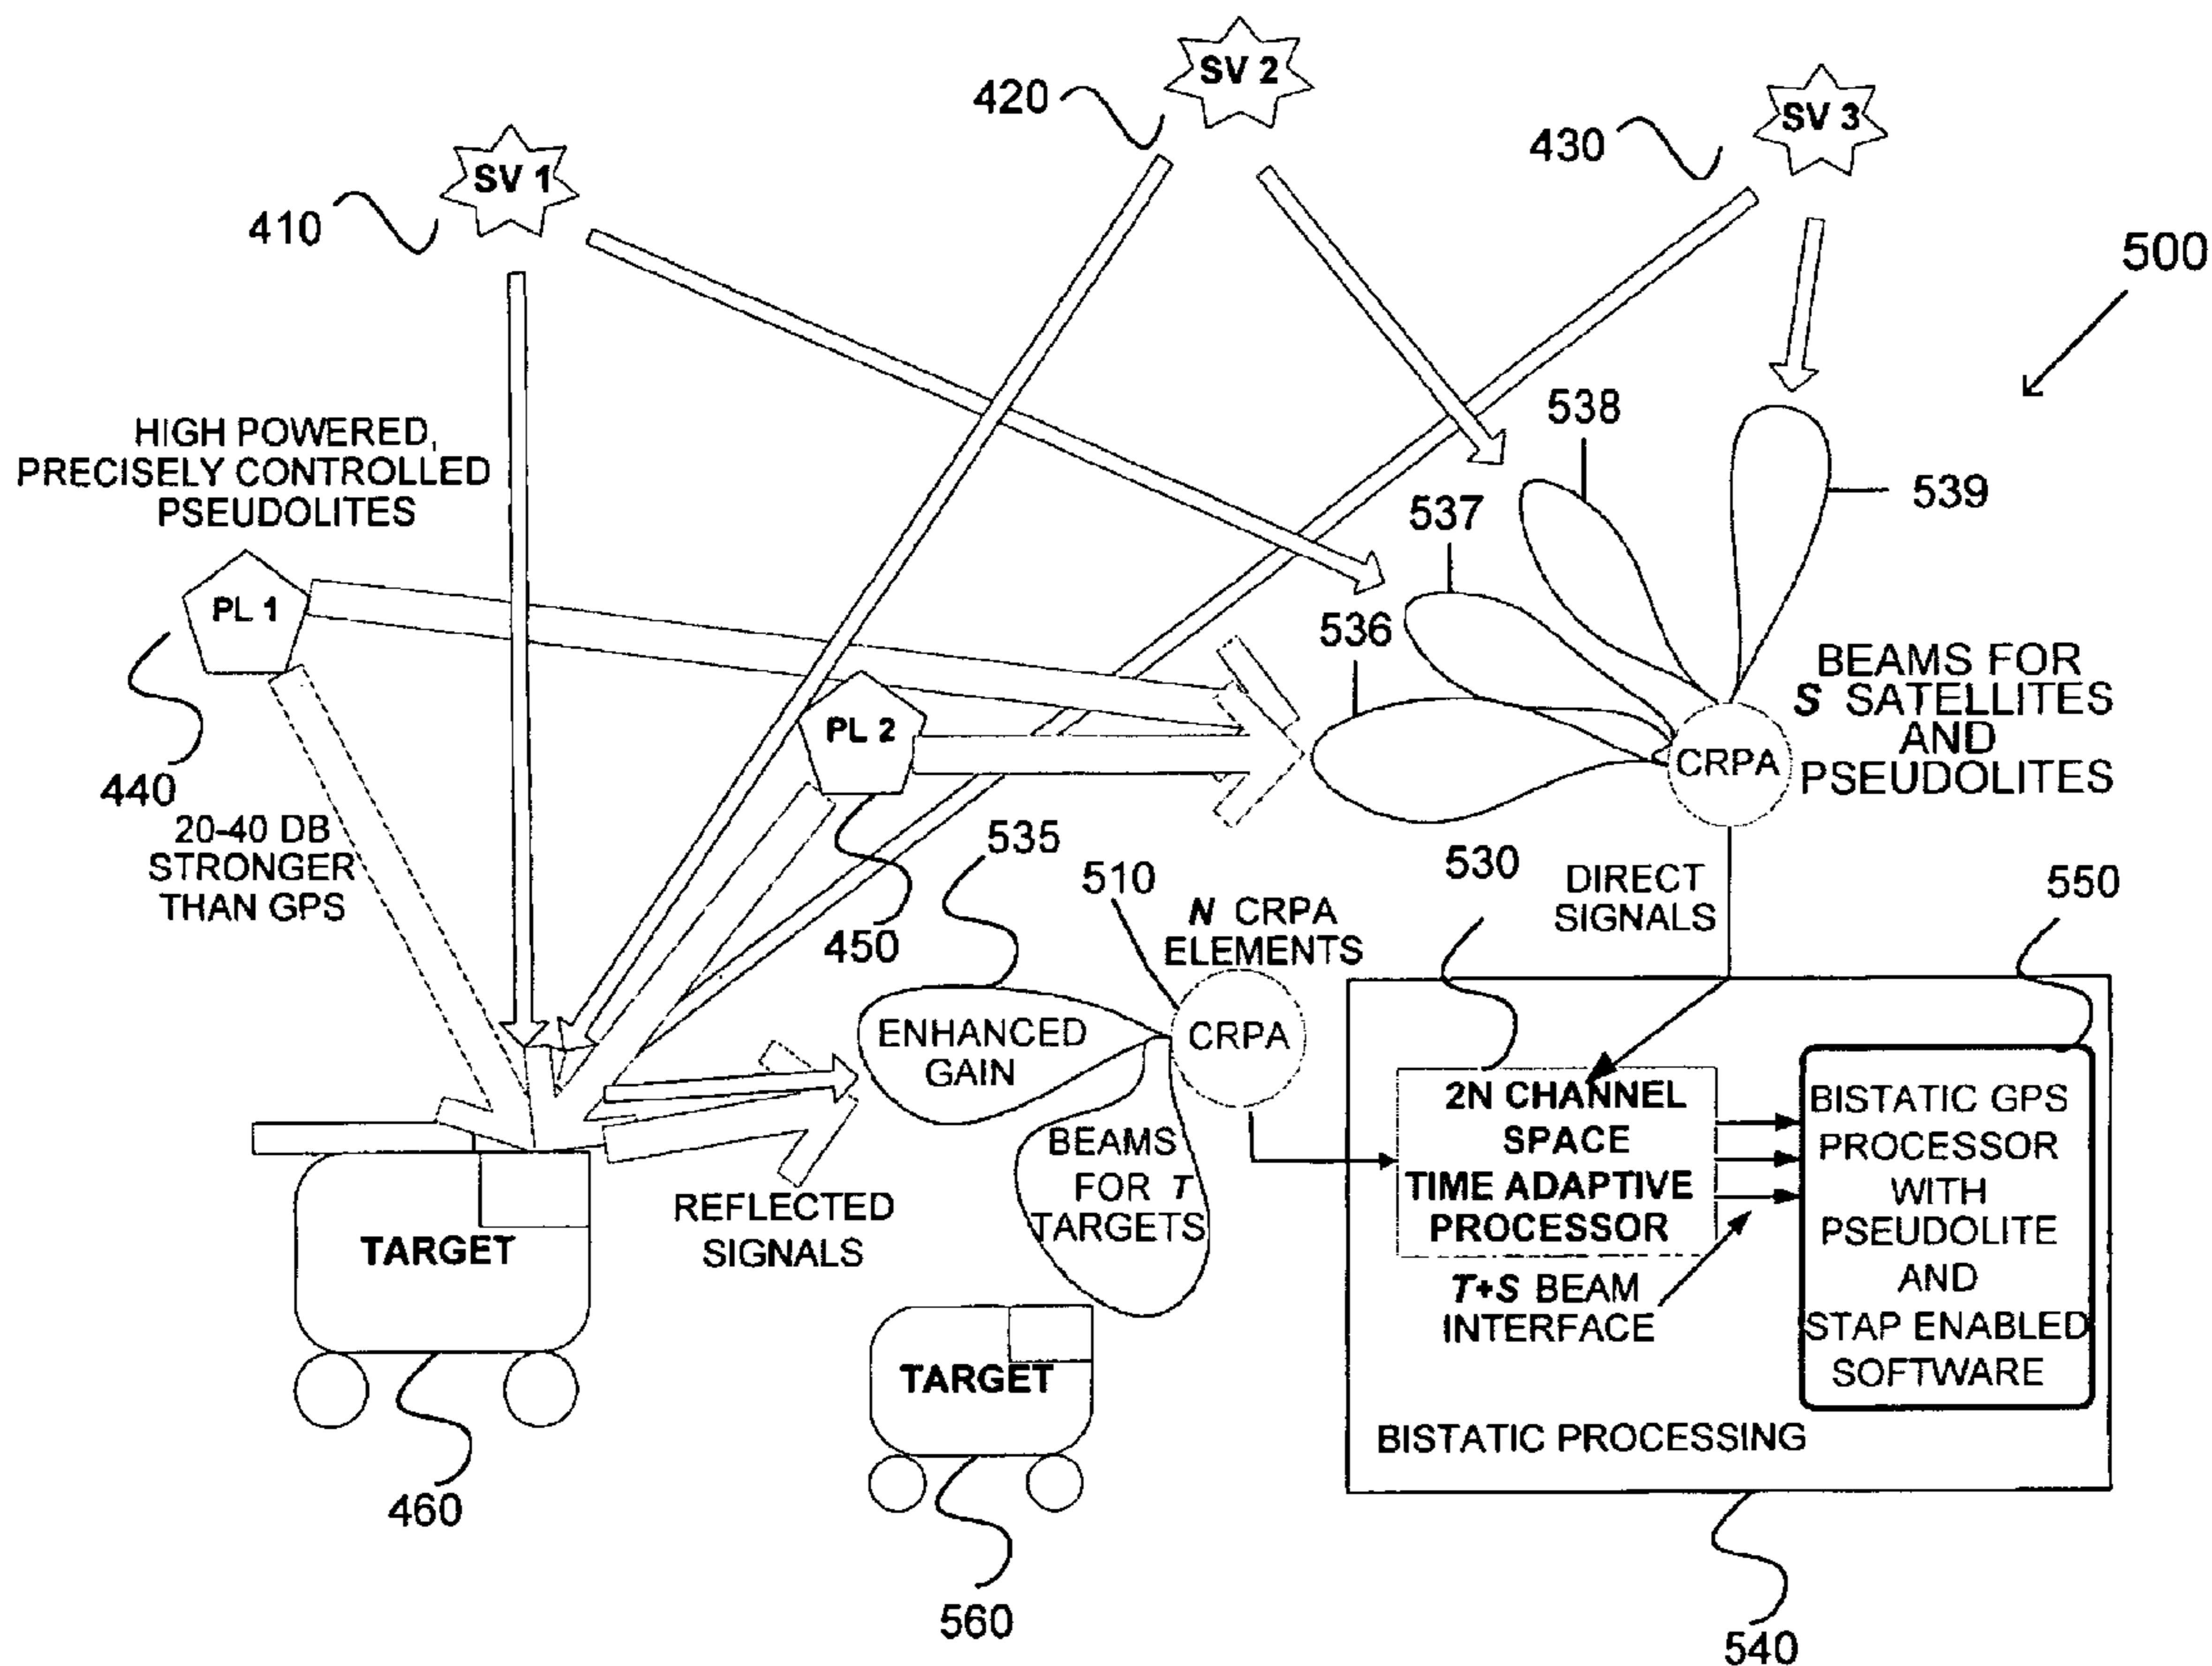 SV 2
420
SV 3
430
SV 1
410
500
HIGH POWERED,
PRECISELY CONTROLLED
PSEUDOLITES
538
539
537
536
PL 1
440
BEAMS FOR
S SATELLITES
AND
PSEUDOLITES
PL 2
CRPA
20-40 DB
STRONGER
THAN GPS
535
450
510
N CRPA
ELEMENTS
530
DIRECT
SIGNALS
550
ENHANCED
GAIN
CRPA
BEAMS
FOR T
TARGETS
2N CHANNEL
SPACE
TIME ADAPTIVE
PROCESSOR
BISTATIC GPS
PROCESSOR
WITH
PSEUDOLITE
AND
STAP ENABLED
SOFTWARE
REFLECTED
SIGNALS
TARGET
T+S BEAM
INTERFACE
TARGET
BISTATIC PROCESSING
460
560
540